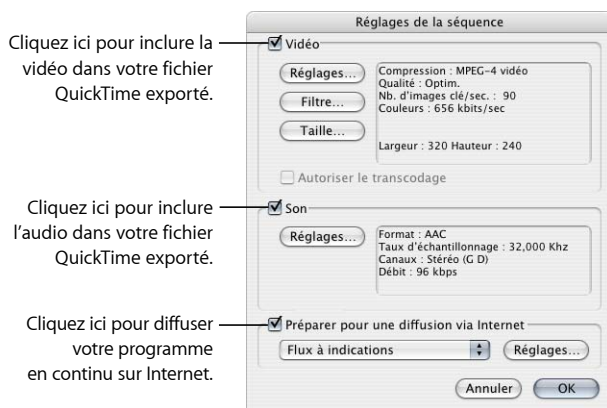 Réglages de la séquence
Cliquez ici pour inclure la
vidéo dans votre fichier
QuickTime exporté.
Vidéo
Réglages...
Filtre...
Taille...
Compression : MPEG-4 vidéo
Qualité : Optim.
Nb. d'images clé/sec. : 90
Couleurs : 656 kbits/sec
Largeur : 320 Hauteur : 240
Autoriser le transcodage
Cliquez ici pour inclure
l'audio dans votre fichier
QuickTime exporté.
Son
Réglages...
Format : AAC
Taux d'échantillonnage : 32,000 Khz
Canaux : Stéréo (G D)
Débit : 96 kbps
Cliquez ici pour diffuser
votre programme
en continu sur Internet.
Préparer pour une diffusion via Internet
Flux à indications
Réglages...
Annuler
OK